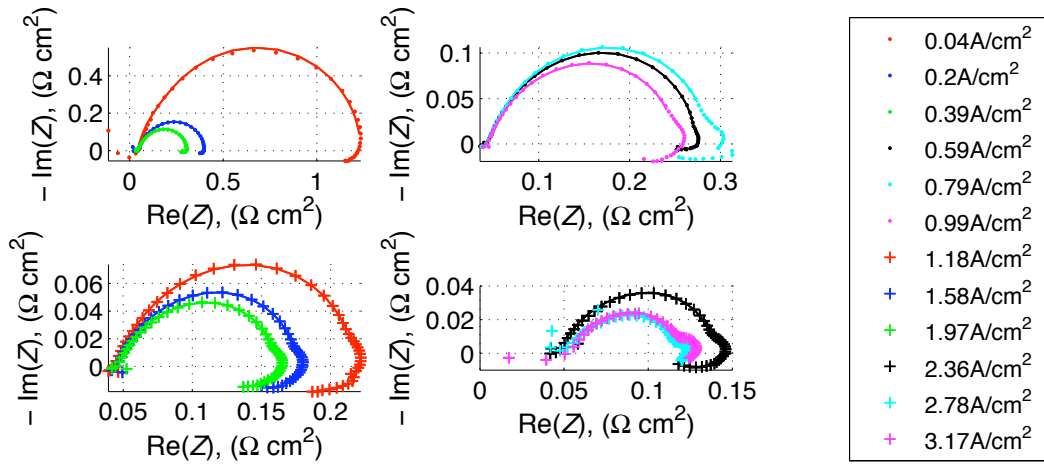 − Im(Z), (Ω cm²)
0.4
0.2
0
0 0.5 1
Re(Z), (Ω cm²)
− Im(Z), (Ω cm²)
0.1
0.05
0
0.1 0.2 0.3
Re(Z), (Ω cm²)
− Im(Z), (Ω cm²)
0.06
0.04
0.02
0
0.05 0.1 0.15 0.2
Re(Z), (Ω cm²)
− Im(Z), (Ω cm²)
0.04
0.02
0
0 0.05 0.1 0.15
Re(Z), (Ω cm²)
0.04A/cm²
0.2A/cm²
0.39A/cm²
0.59A/cm²
0.79A/cm²
0.99A/cm²
1.18A/cm²
1.58A/cm²
1.97A/cm²
2.36A/cm²
2.78A/cm²
3.17A/cm²